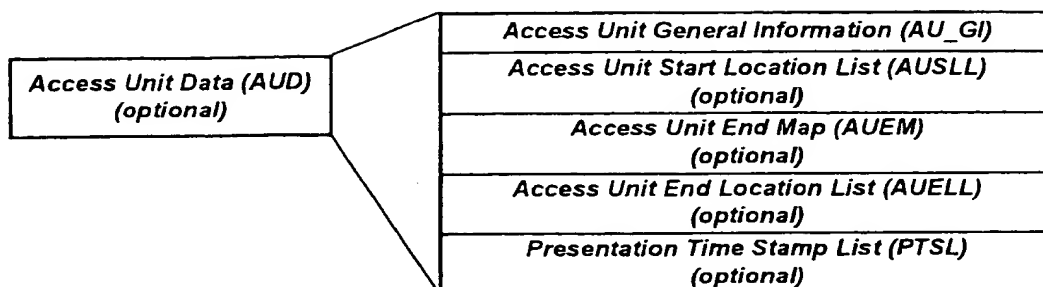 Access Unit Data (AUD)
(optional)
Access Unit General Information (AU_GI)
Access Unit Start Location List (AUSLL)
(optional)
Access Unit End Map (AUEM)
(optional)
Access Unit End Location List (AUELL)
(optional)
Presentation Time Stamp List (PTSL)
(optional)